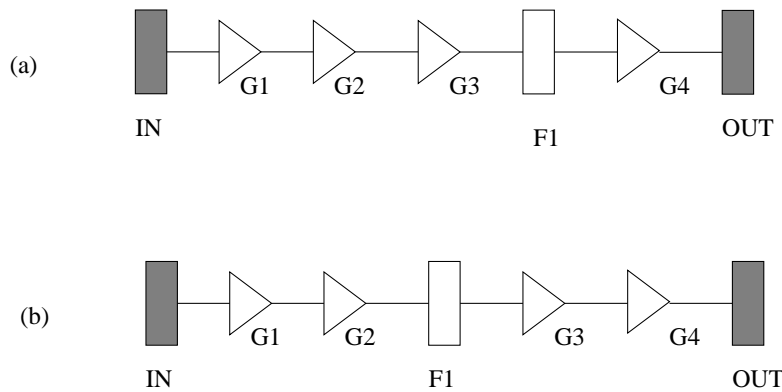 (a)
G1 G2 G3 G4
IN OUT
F1
(b)
G1 G2 G3 G4
IN F1 OUT